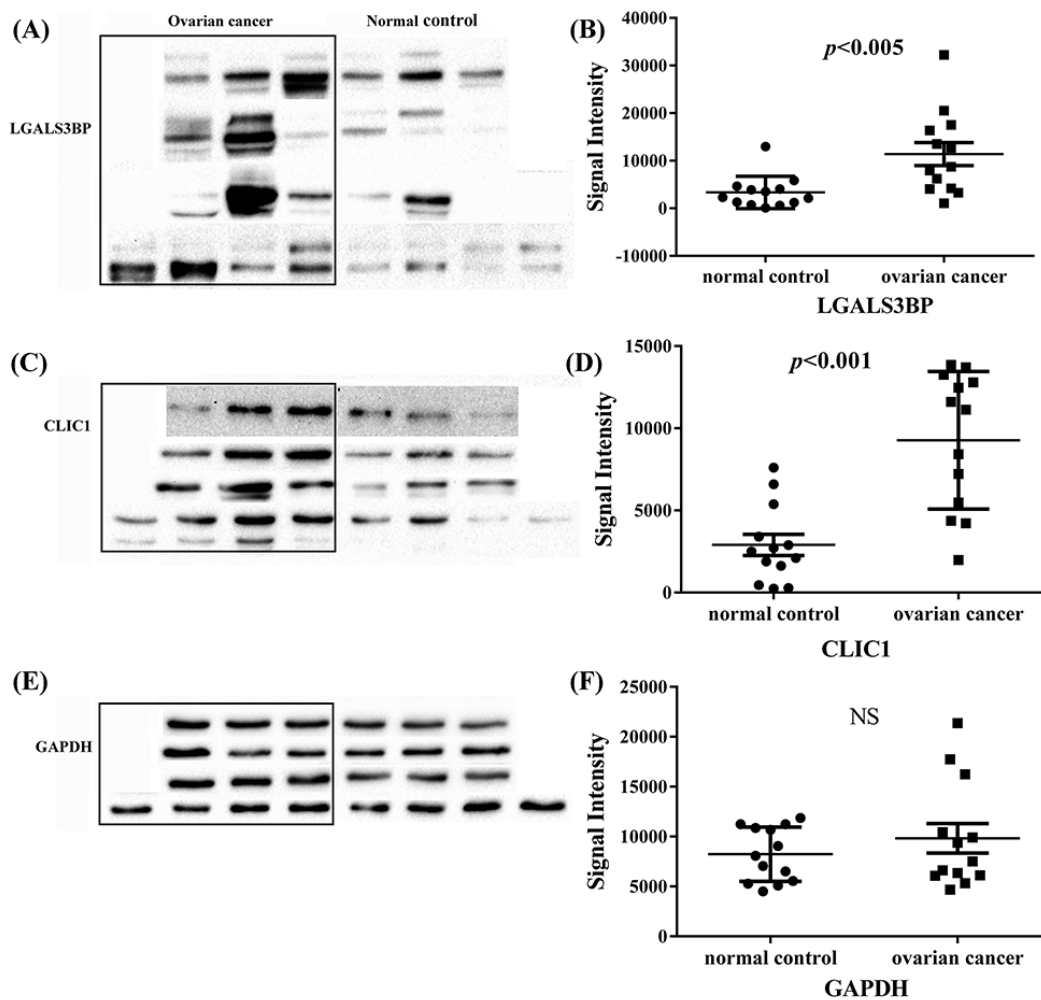 (A)
Ovarian cancer
Normal control
LGALS3BP
(B)
p<0.005
Signal Intensity
40000
30000
20000
10000
0
-10000
normal control
ovarian cancer
LGALS3BP
(C)
CLIC1
(D)
p<0.001
Signal Intensity
15000
10000
5000
0
normal control
ovarian cancer
CLIC1
(E)
GAPDH
(F)
NS
Signal Intensity
25000
20000
15000
10000
5000
0
normal control
ovarian cancer
GAPDH